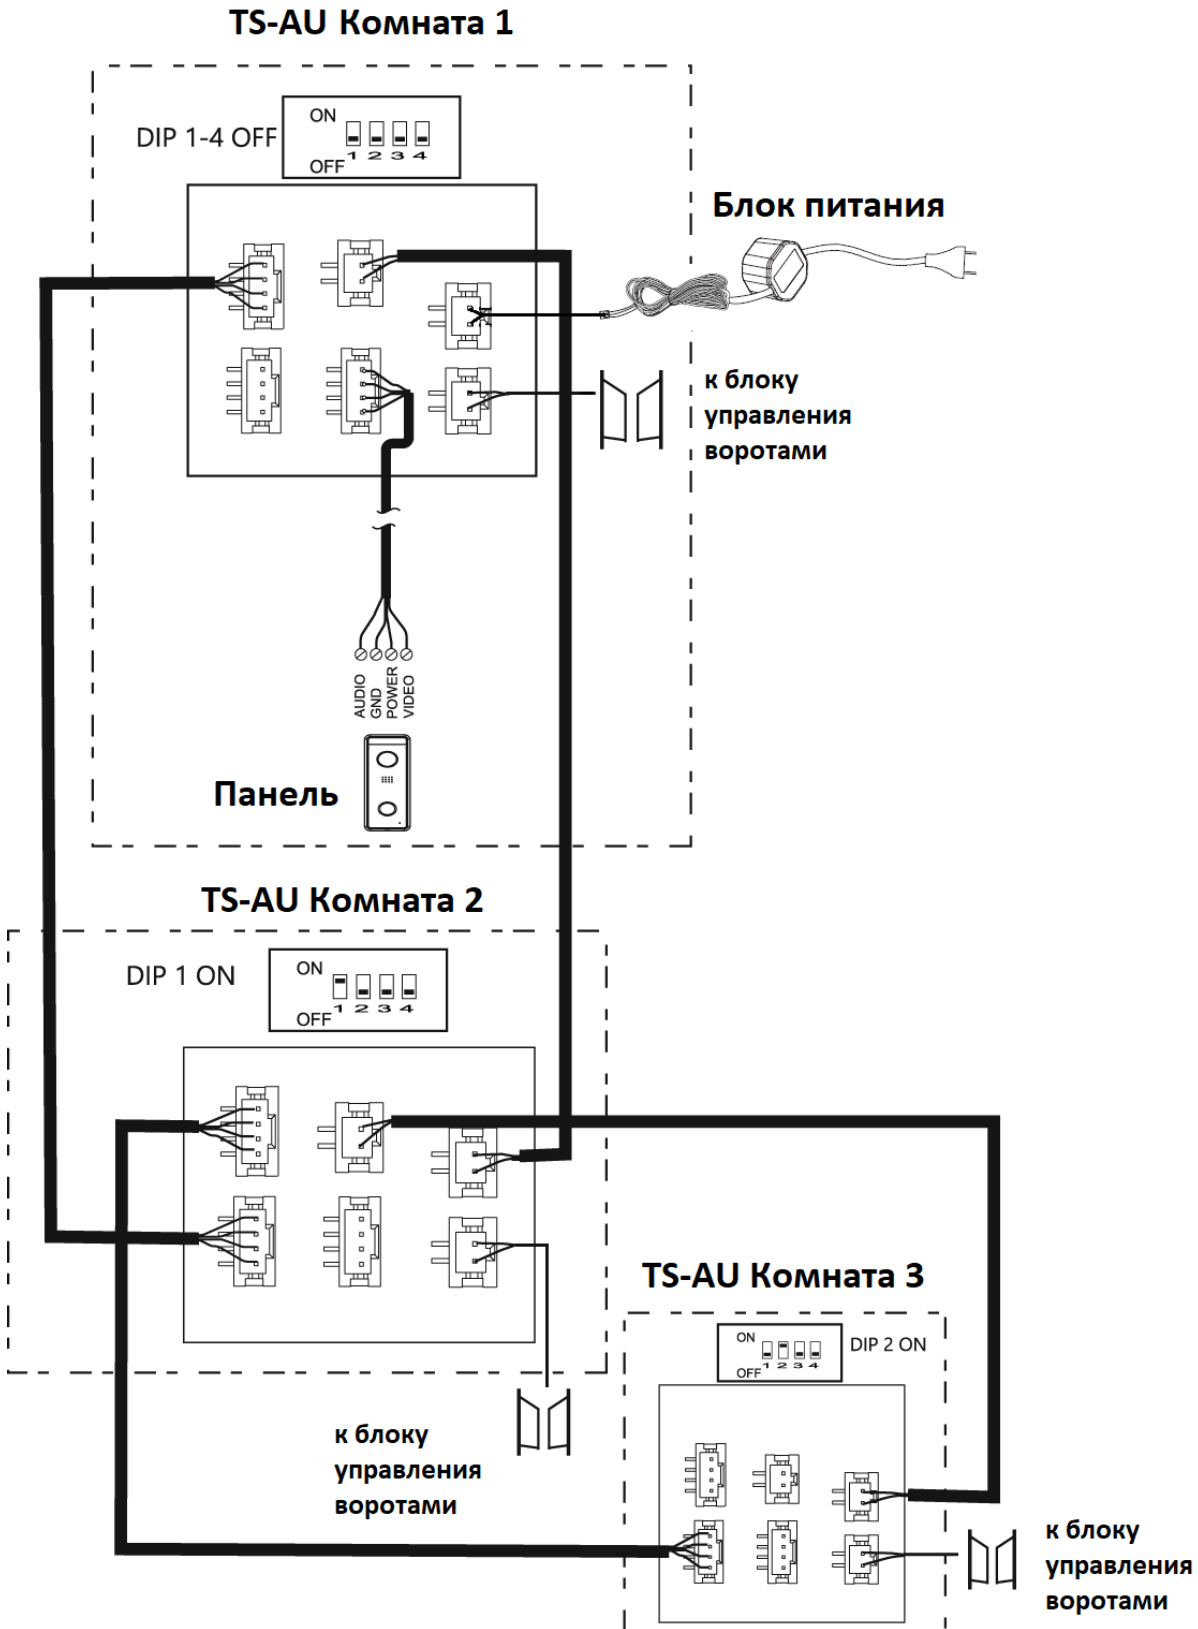 TS-AU Комната 1
DIP 1-4 OFF
ON
1 2 3 4
OFF
Блок питания
к блоку
управления
воротами
AUDIO
GND
POWER
VIDEO
Панель
TS-AU Комната 2
DIP 1 ON
ON
1 2 3 4
OFF
TS-AU Комната 3
ON
1 2 3 4
OFF
DIP 2 ON
к блоку
управления
воротами
к блоку
управления
воротами